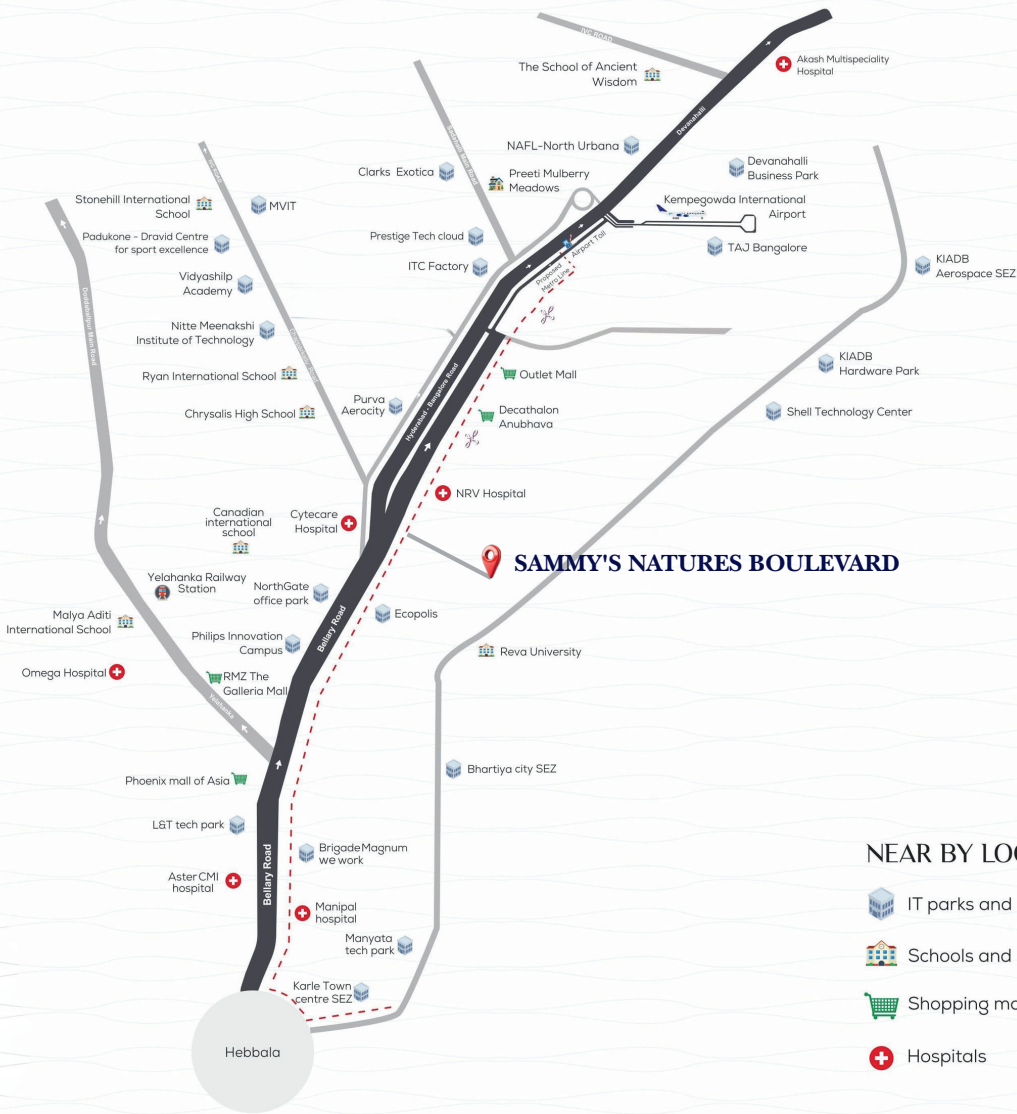 IVC ROAD
Akash Multispeciality
Hospital
The School of Ancient
Wisdom
Devanahalli
NAFL-North Urbana
Devanahalli
Business Park
Clarks Exotica
Preeti Mulberry
Meadows
Kempegowda International
Airport
Stonehill International
School
MVIT
Padukone - Dravid Centre
for sport excellence
Prestige Tech cloud
Airport Toll
TAJ Bangalore
Proposed
Metro Line
ITC Factory
KIADB
Aerospace SEZ
Vidyashilp
Academy
Doddaballpur Main Road
Nitte Meenakshi
Institute of Technology
KIADB
Hardware Park
Ryan International School
Outlet Mall
Hyderabad - Bangalore Road
Purva
Aerocity
Chrysalis High School
Decathalon
Anubhava
Shell Technology Center
NRV Hospital
Canadian
international
school
Cytecare
Hospital
SAMMY'S NATURES BOULEVARD
Yelahanka Railway
Station
NorthGate
office park
Malya Aditi
International School
Ecopolis
Bellary Road
Philips Innovation
Campus
Reva University
Omega Hospital
RMZ The
Galleria Mall
Yelahanka
Phoenix mall of Asia
Bhartiya city SEZ
L&T tech park
Brigade Magnum
we work
Bellary Road
Aster CMI
hospital
Manipal
hospital
Manyata
tech park
Karle Town
centre SEZ
Hebbala
NEAR BY LO
IT parks and
Schools and
Shopping ma
Hospitals